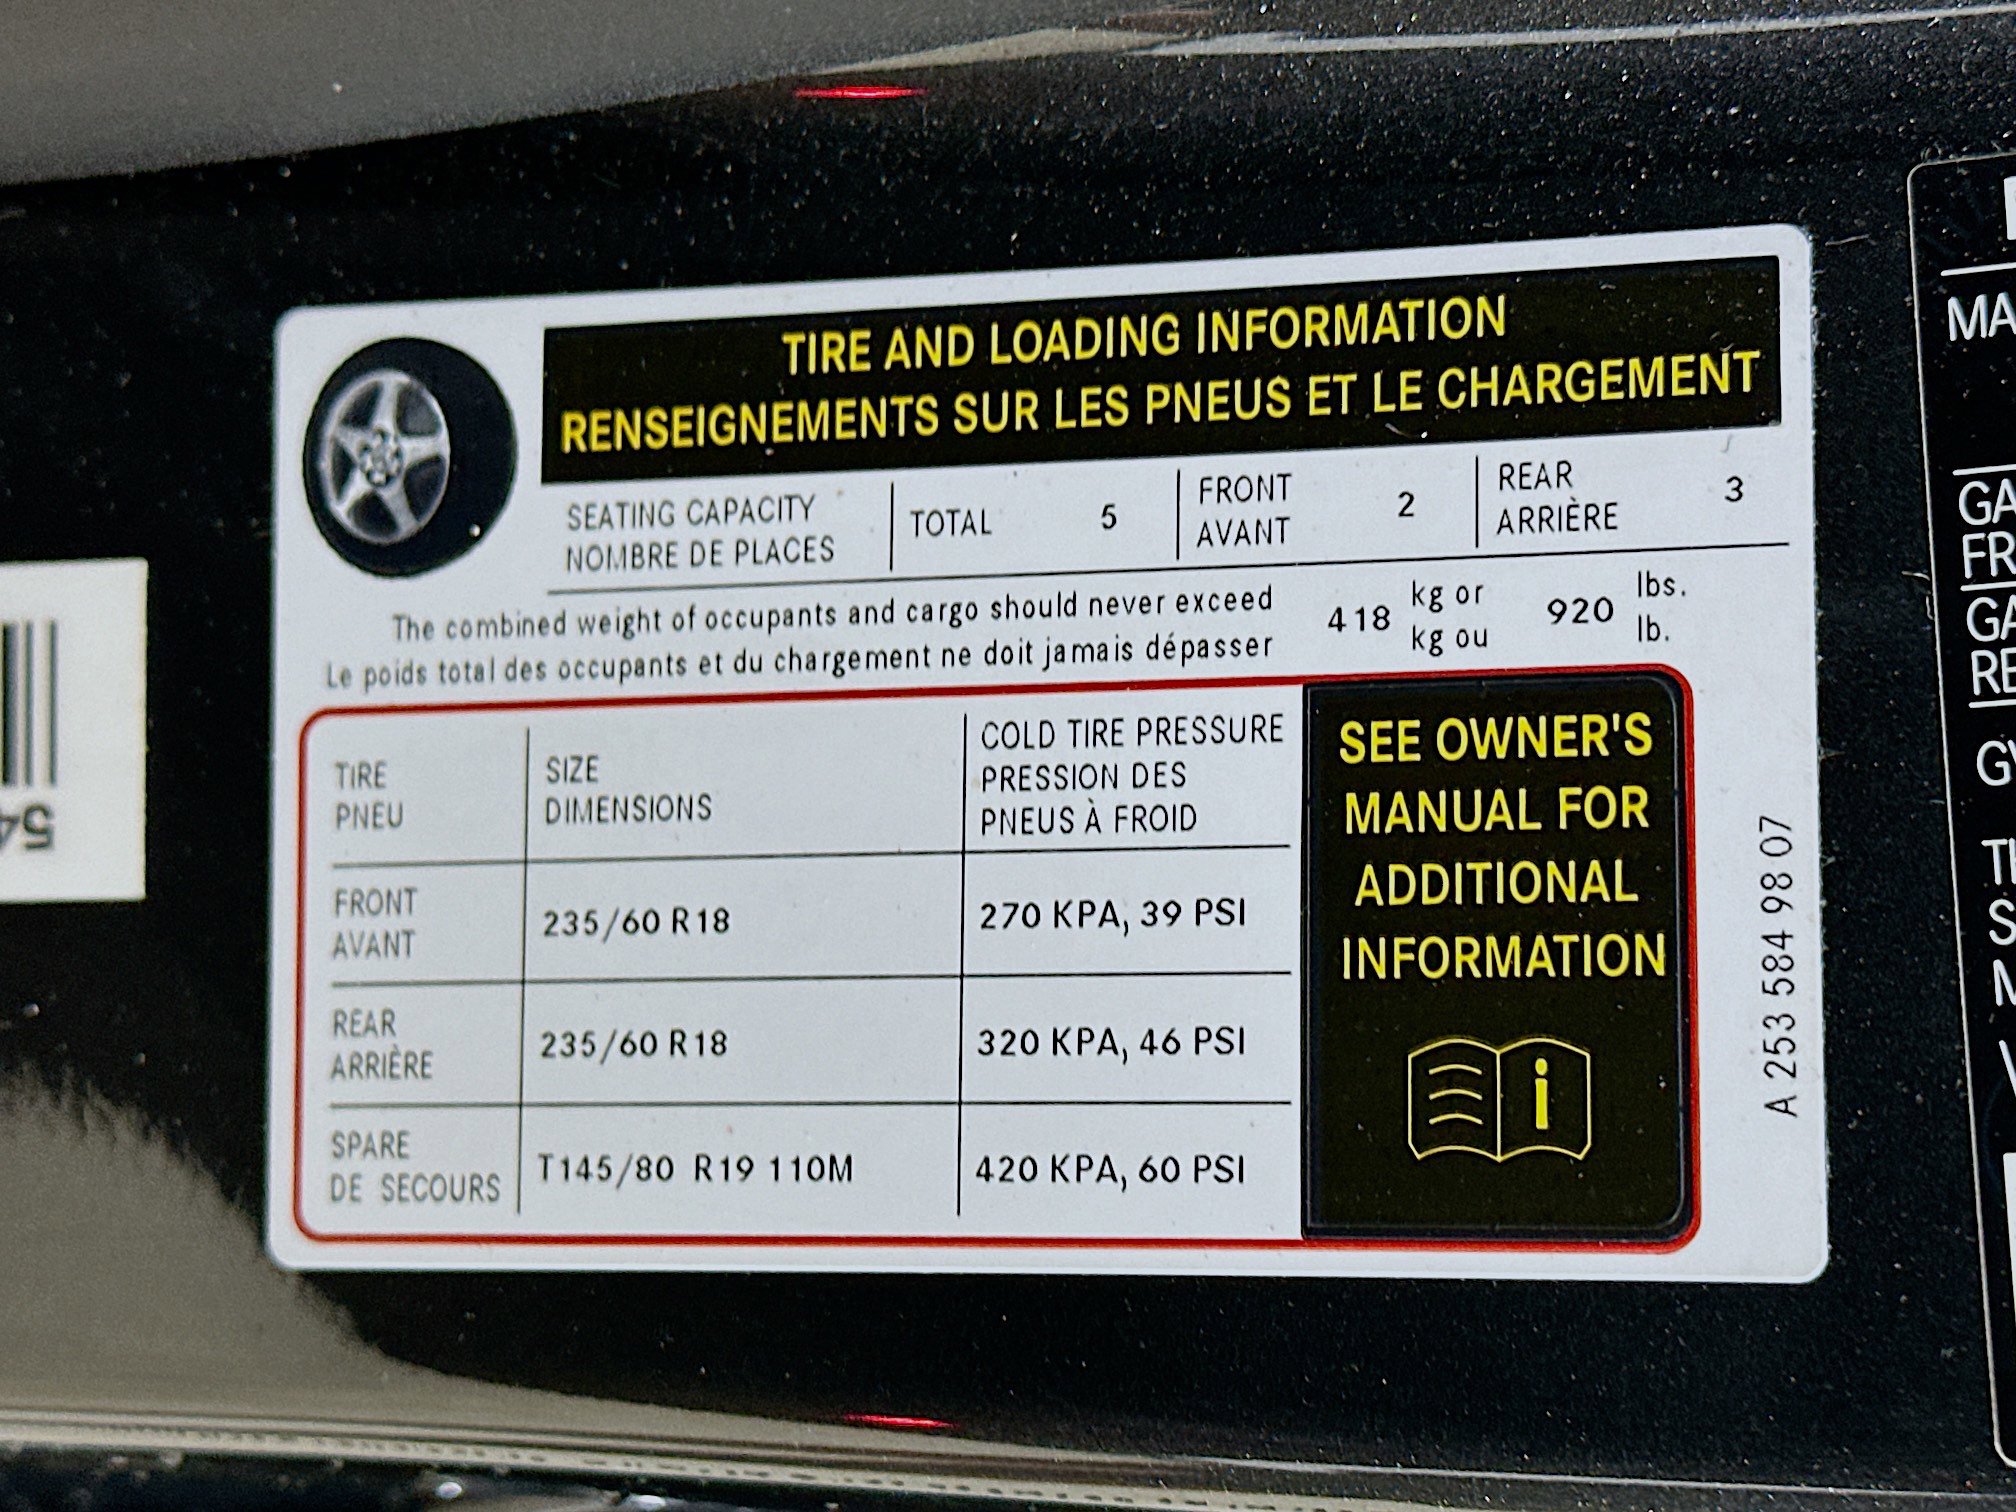 TIRE AND LOADING INFORMATION
RENSEIGNEMENTS SUR LES PNEUS ET LE CHARGEMENT
SEATING CAPACITY
NOMBRE DE PLACES
TOTAL 5
FRONT
AVANT
2
REAR
ARRIÈRE
3
The combined weight of occupants and cargo should never exceed
Le poids total des occupants et du chargement ne doit jamais dépasser
418
kg or
kg ou
920
lbs.
lb.
TIRE
PNEU
SIZE
DIMENSIONS
COLD TIRE PRESSURE
PRESSION DES
PNEUS À FROID
FRONT
AVANT
235/60 R18
270 KPA, 39 PSI
REAR
ARRIÈRE
235/60 R18
320 KPA, 46 PSI
SPARE
DE SECOURS
T145/80 R19 110M
420 KPA, 60 PSI
SEE OWNER'S
MANUAL FOR
ADDITIONAL
INFORMATION
i
A 253 584 98 07
54
MA
GA
FR
GA
RE